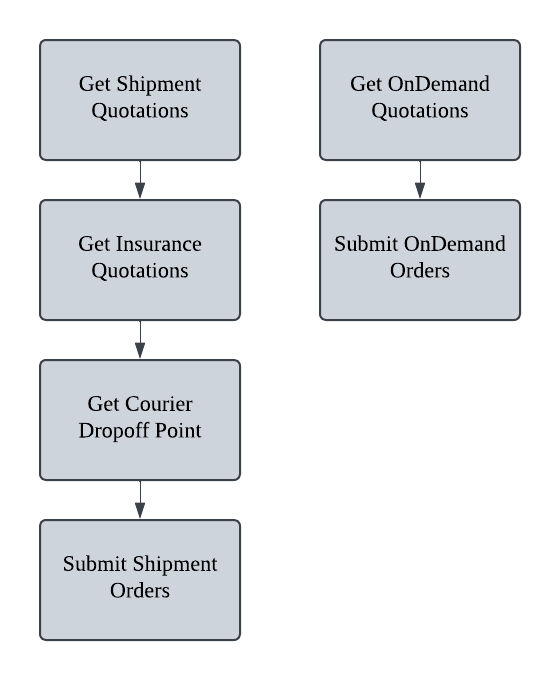 Get Shipment
Quotations
Get Insurance
Quotations
Get Courier
Dropoff Point
Submit Shipment
Orders
Get OnDemand
Quotations
Submit OnDemand
Orders